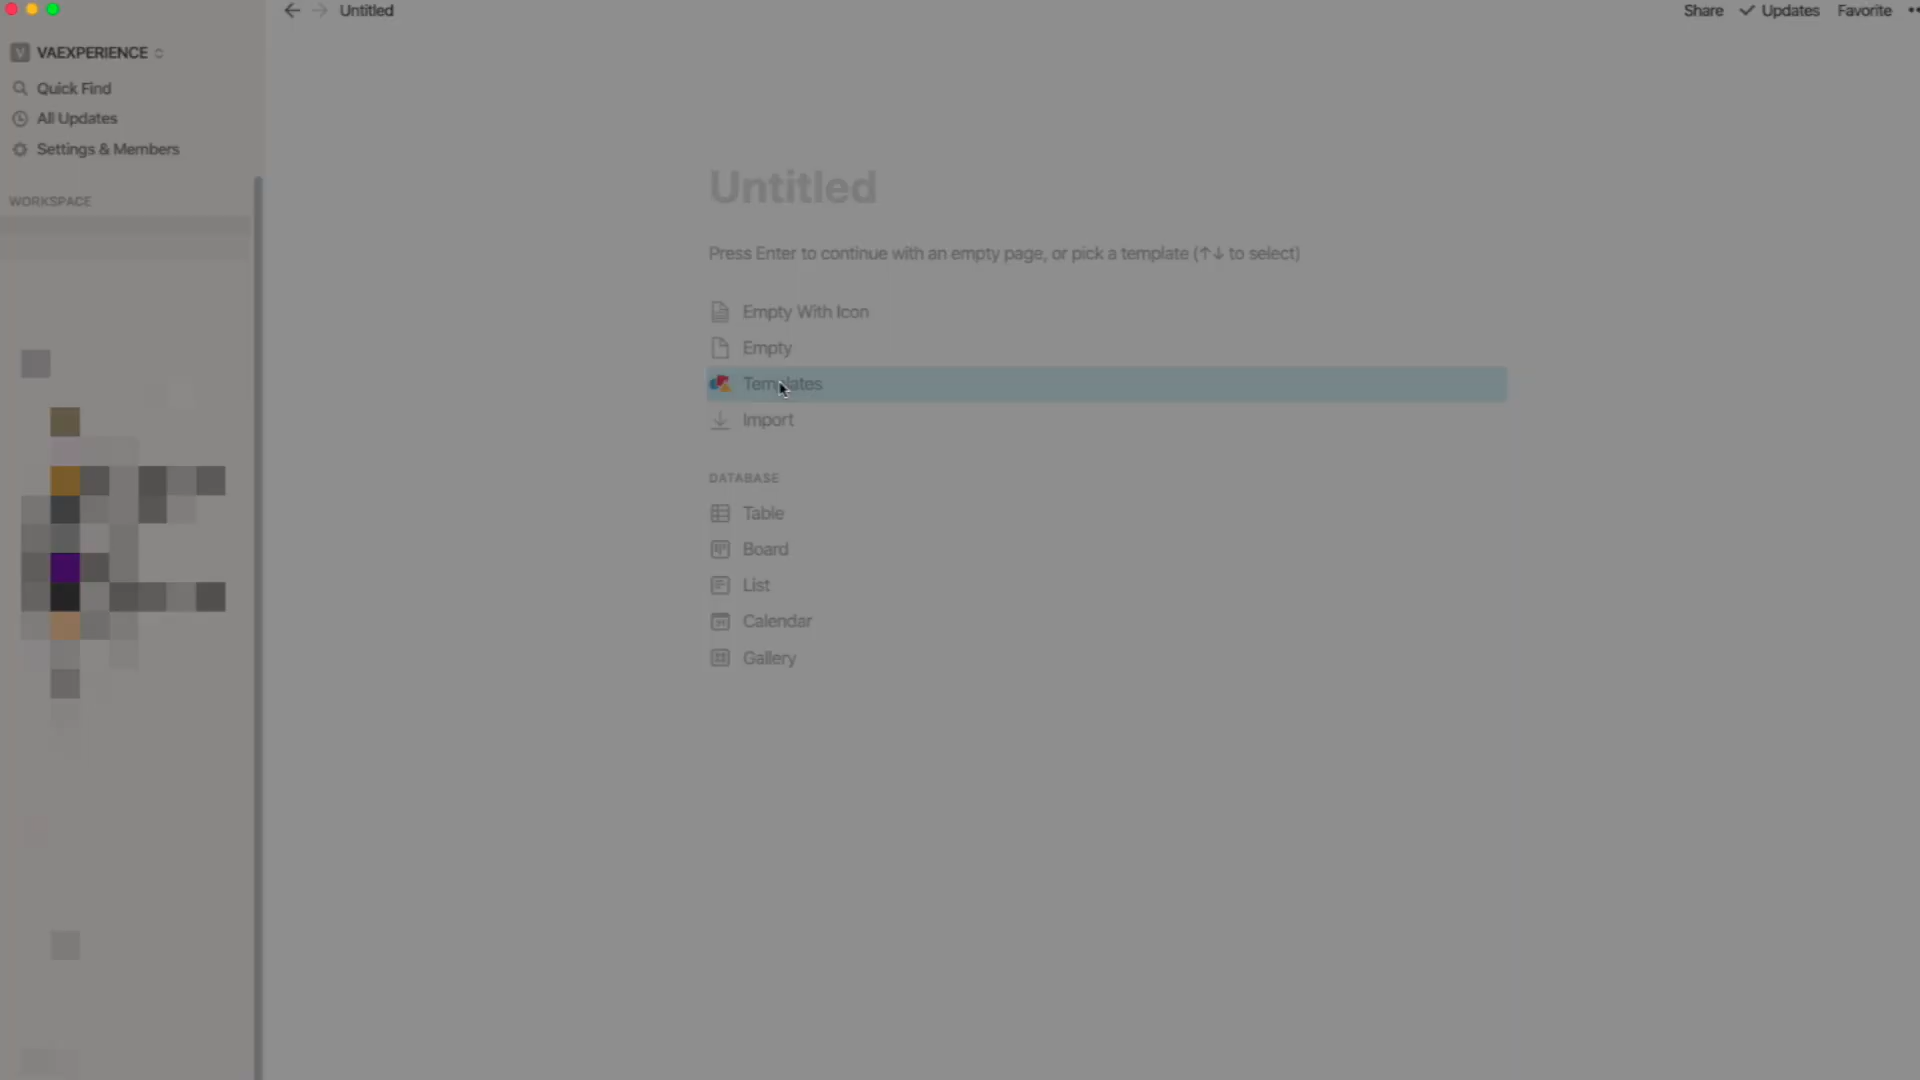 Untitled
Share
Updates
Favorite
VAEXPERIENCE
Quick Find
All Updates
Settings & Members
WORKSPACE
Untitled
Press Enter to continue with an empty page, or pick a template (↑↓ to select)
Empty With Icon
Empty
Templates
Import
DATABASE
Table
Board
List
Calendar
Gallery